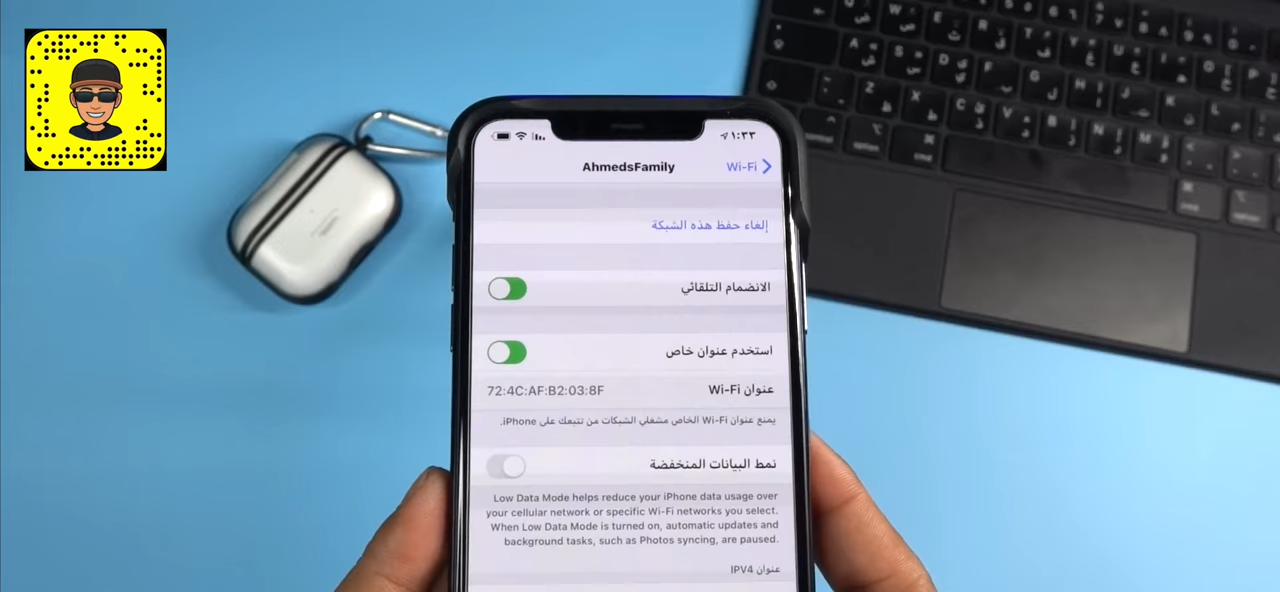 ١:٣٣
AhmedsFamily
Wi-Fi
إلغاء حفظ هذه الشبكة
الانضمام التلقائي
استخدم عنوان خاص
عنوان Wi-Fi
72:4C:AF:B2:03:8F
يمنع عنوان Wi-Fi الخاص مشغلي الشبكات من تتبعك على iPhone.
نمط البيانات المنخفضة
Low Data Mode helps reduce your iPhone data usage over
your cellular network or specific Wi-Fi networks you select.
When Low Data Mode is turned on, automatic updates and
background tasks, such as Photos syncing, are paused.
عنوان IPV4
option
option
cmd
cmd